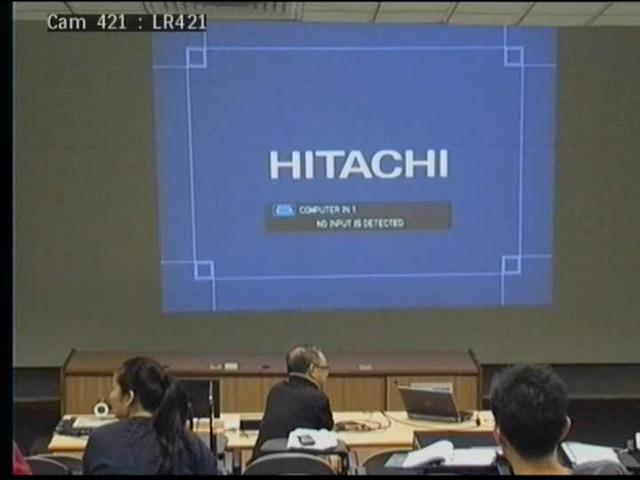 Cam 421 : LR421
HITACHI
COMPUTER IN 1
NO INPUT IS DETECTED